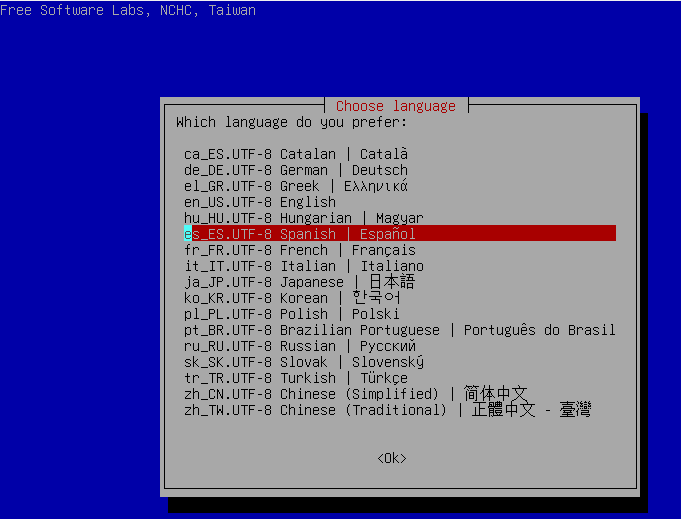 Free Software Labs, NCHC, Taiwan
Choose language
Which language do you prefer:
ca_ES.UTF-8 Catalan | Català
de_DE.UTF-8 German | Deutsch
el_GR.UTF-8 Greek | Ελληνικά
en_US.UTF-8 English
hu_HU.UTF-8 Hungarian | Magyar
es_ES.UTF-8 Spanish | Español
fr_FR.UTF-8 French | Français
it_IT.UTF-8 Italian | Italiano
ja_JP.UTF-8 Japanese | 日本語
ko_KR.UTF-8 Korean | 한국어
pl_PL.UTF-8 Polish | Polski
pt_BR.UTF-8 Brazilian Portuguese | Português do Brasil
ru_RU.UTF-8 Russian | Русский
sk_SK.UTF-8 Slovak | Slovenský
tr_TR.UTF-8 Turkish | Türkçe
zh_CN.UTF-8 Chinese (Simplified) | 简体中文
zh_TW.UTF-8 Chinese (Traditional) | 正體中文 - 臺灣
<Ok>